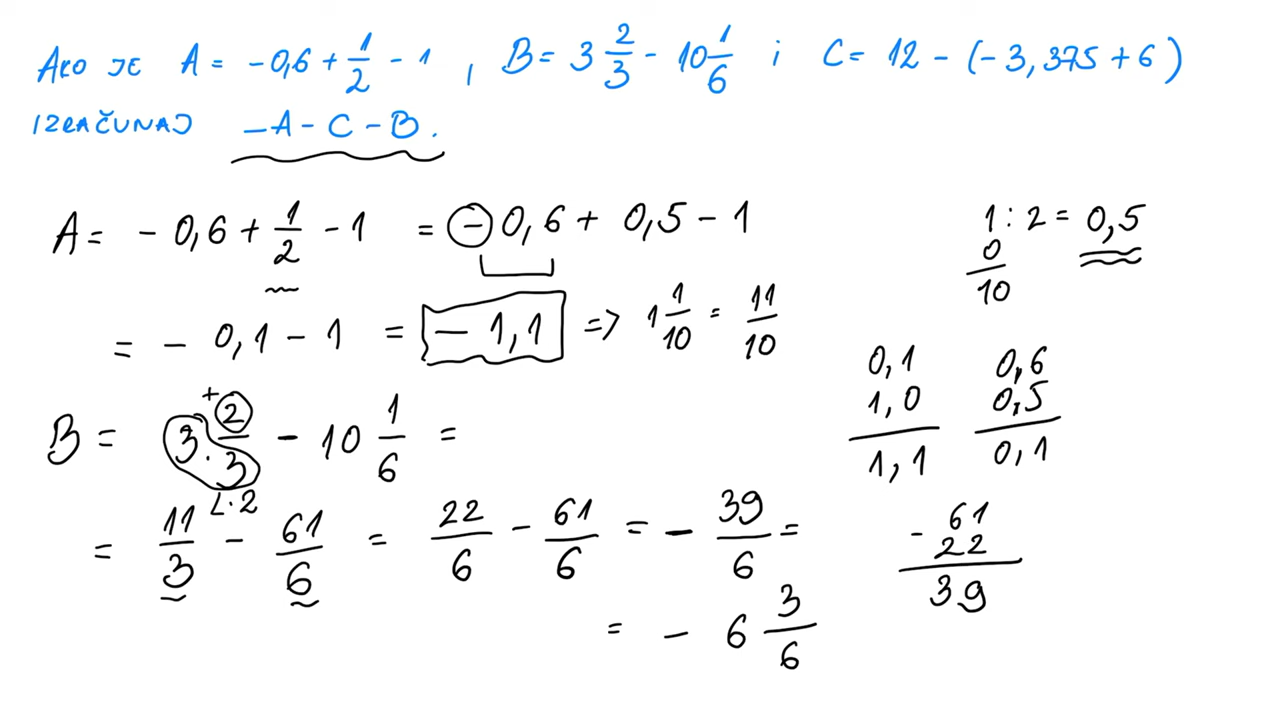 AKO JE A = -0,6 + 1/2 - 1 , B = 3 2/3 - 10 1/6 i C = 12 - (-3,375 + 6)
IZRAČUNAJ -A - C - B.
A = -0,6 + 1/2 - 1 = -0,6 + 0,5 - 1
= -0,1 - 1 = -1,1 => 1 1/10 = 11/10
B = 3 · + 2/3 - 10 1/6 =
= 11/3 ·2 - 61/6 = 22/6 - 61/6 = - 39/6 =
= - 6 3/6
1 : 2 = 0,5
0
10
0,1
1,0
1,1
0,6
0,5
0,1
- 61
22
39